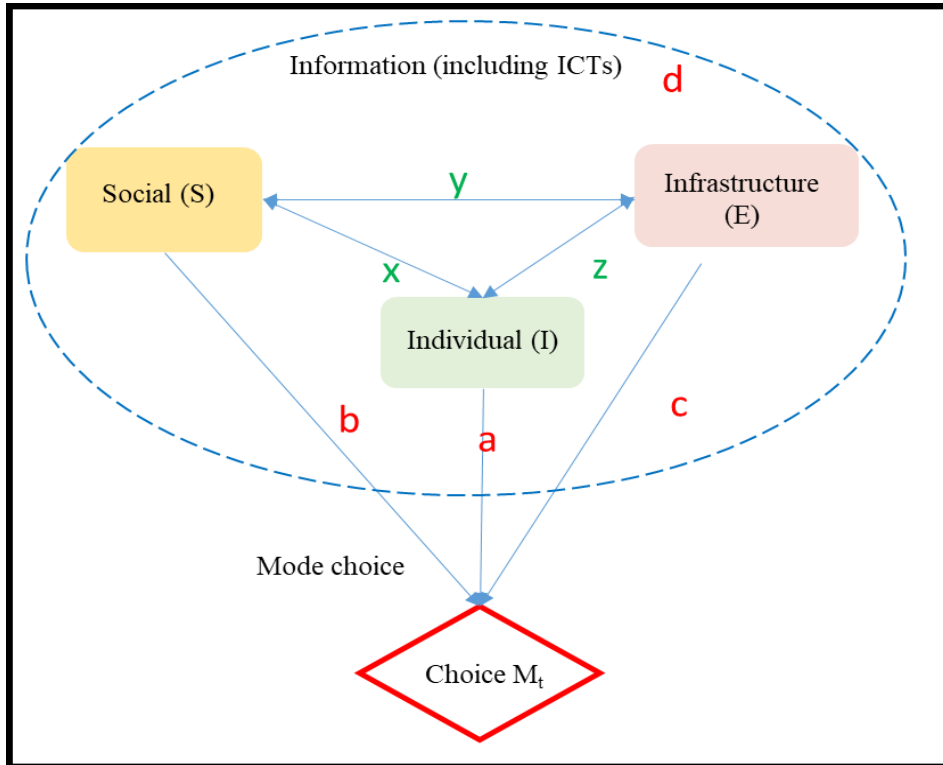 Information (including ICTs)
d
Social (S)
y
Infrastructure
(E)
x
z
Individual (I)
b
a
c
Mode choice
Choice Mt